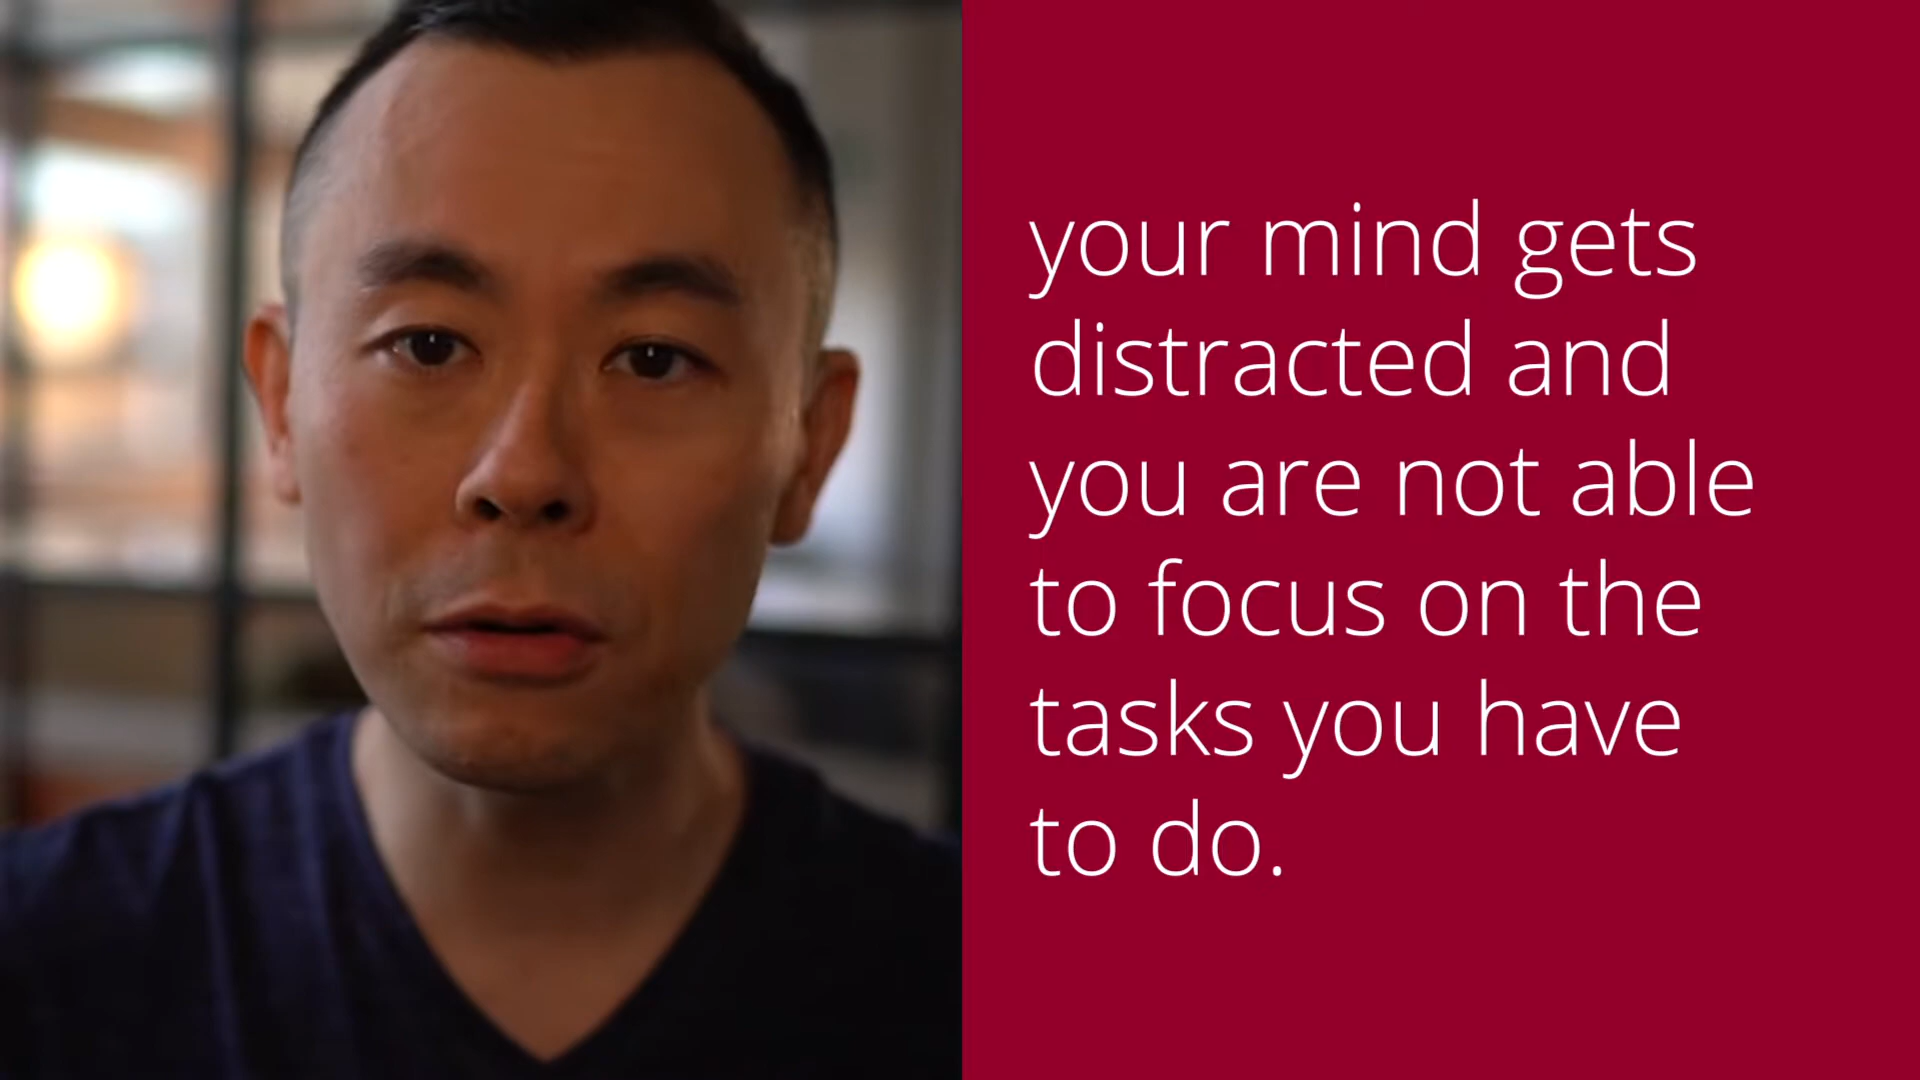 your mind gets
distracted and
you are not able
to focus on the
tasks you have
to do.